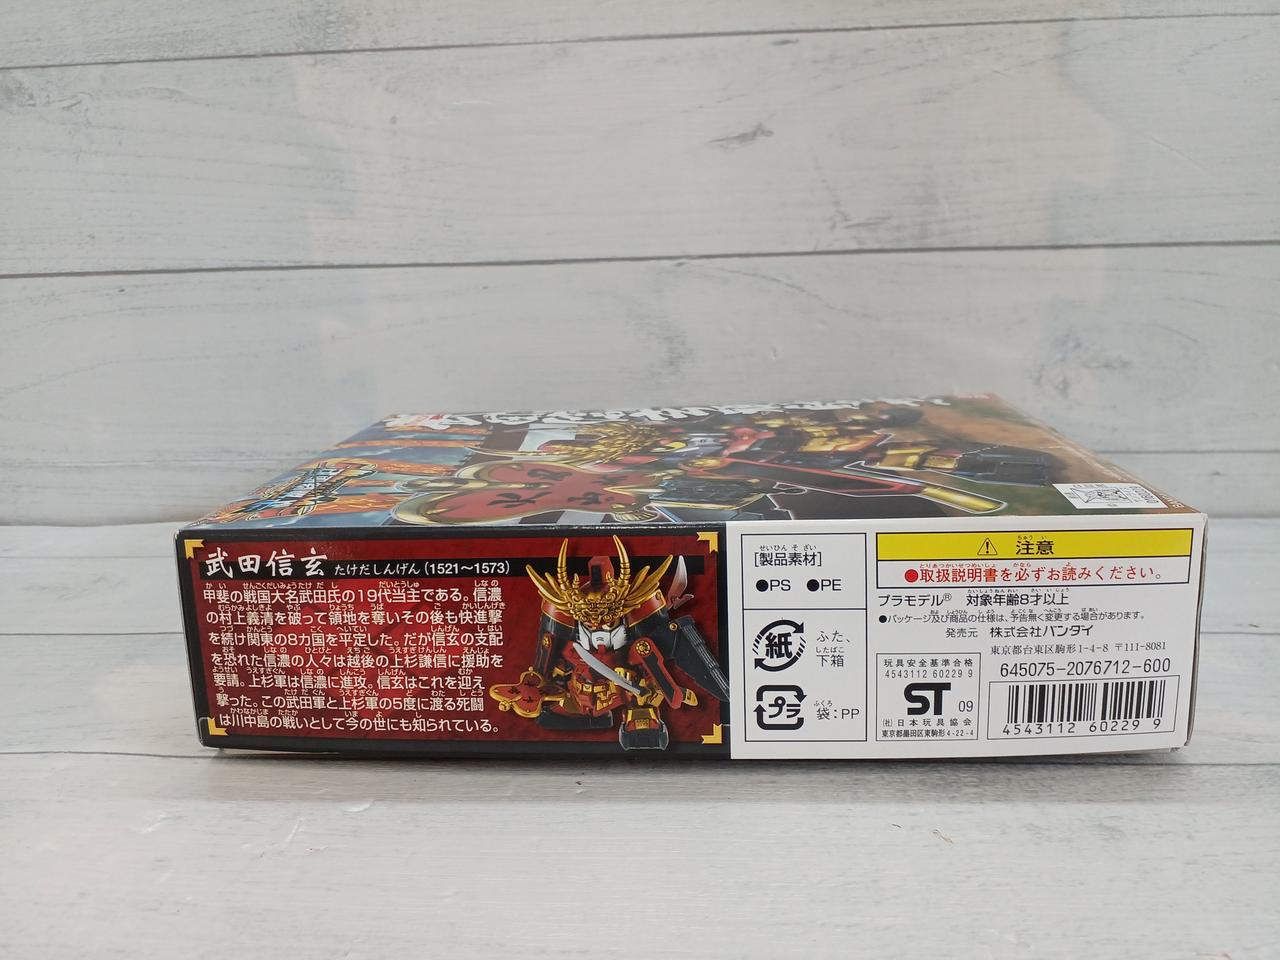 武田信玄 たけだしんげん（1521～1573）
甲斐の戦国大名武田氏の19代当主である。信濃
の村上義清を破って領地を奪いその後も快進撃
を続け関東の8カ国を平定した。だが信玄の支配
を恐れた信濃の人々は越後の上杉謙信に援助を
要請。上杉軍は信濃に進攻。信玄はこれを迎え
撃った。この武田軍と上杉軍の5度に渡る死闘
は川中島の戦いとして今の世にも知られている。
[製品素材]
●PS ●PE
紙
ふた、
下箱
プラ
袋：PP
注意
●取扱説明書を必ずお読みください。
プラモデル® 対象年齢8才以上
●パッケージ及び商品の仕様は、予告無く変更する場合があります。
発売元 株式会社バンダイ
東京都台東区駒形1-4-8 〒111-8081
玩具安全基準合格
4543112 60229 9
ST 09
(社)日本玩具協会
東京都墨田区東駒形4-22-4
645075-2076712-600
4543112 60229 9